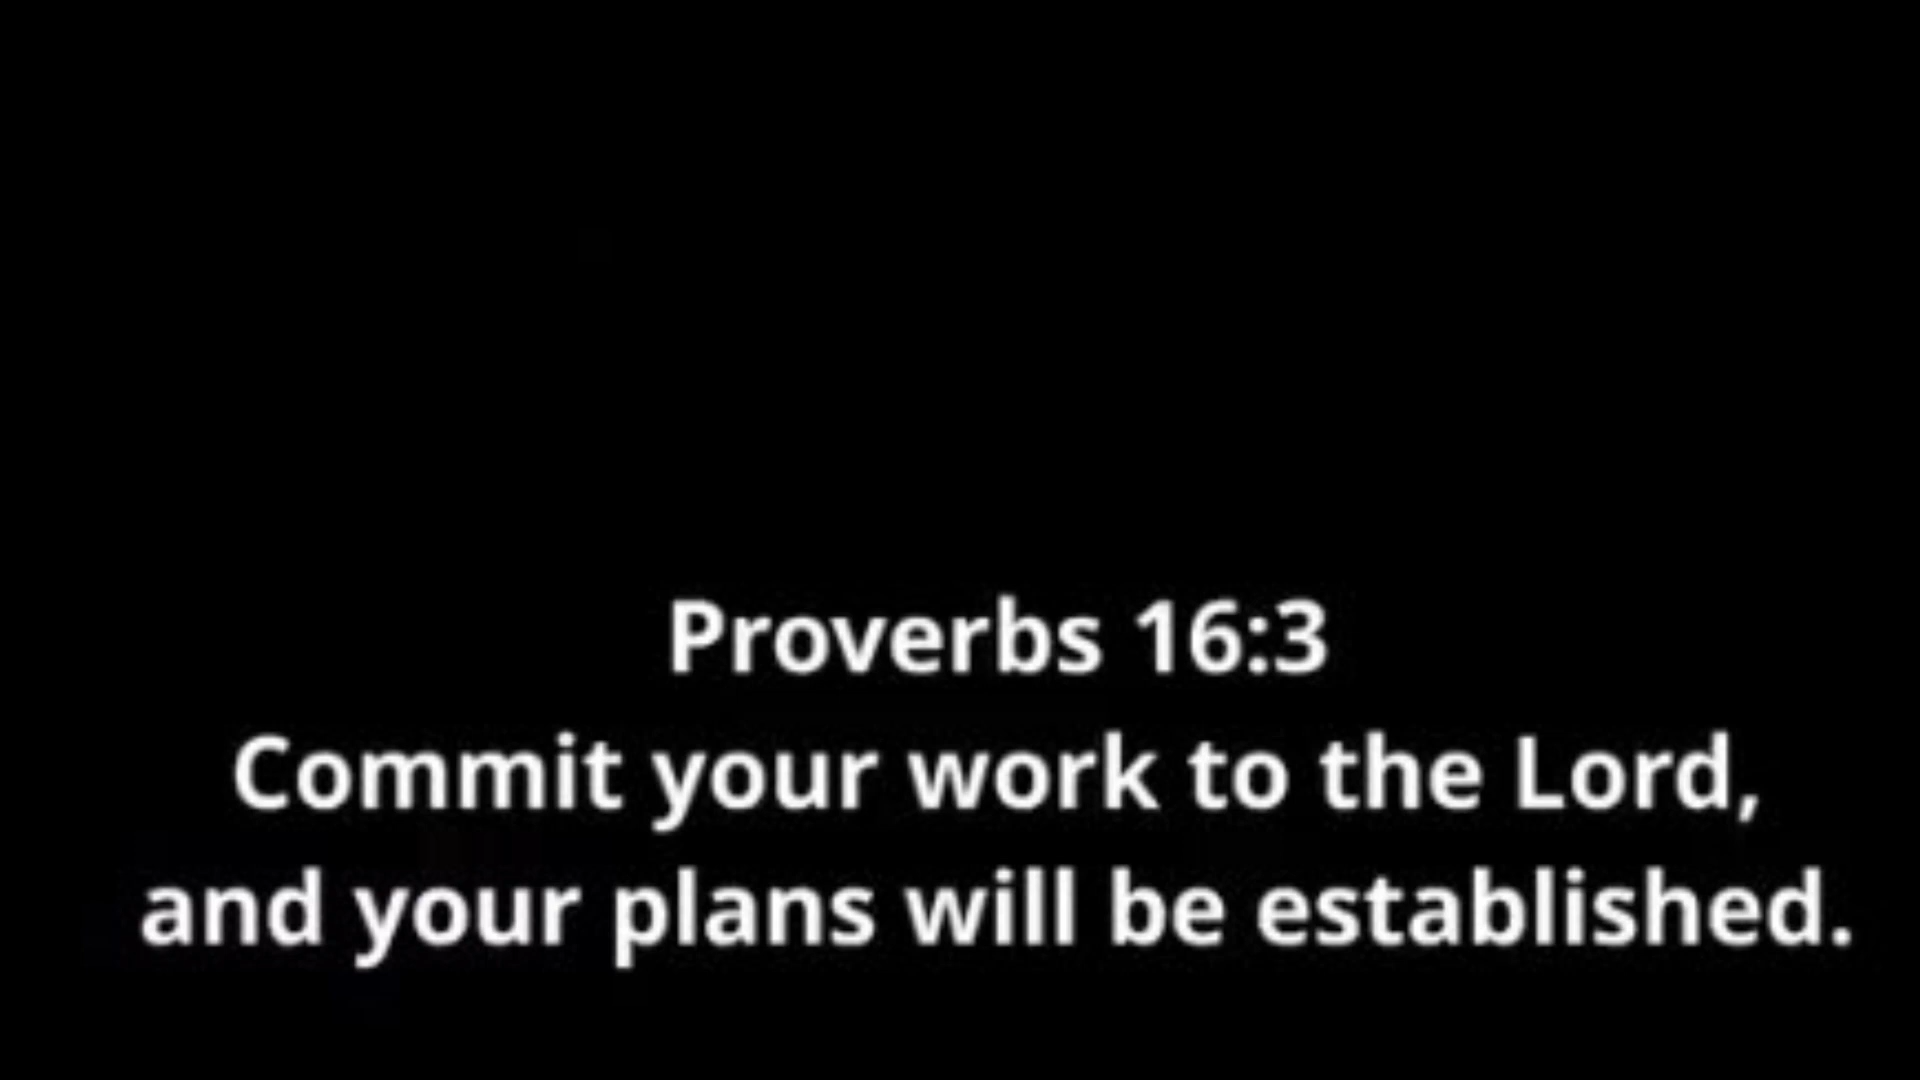 Proverbs 16:3
Commit your work to the Lord,
and your plans will be established.